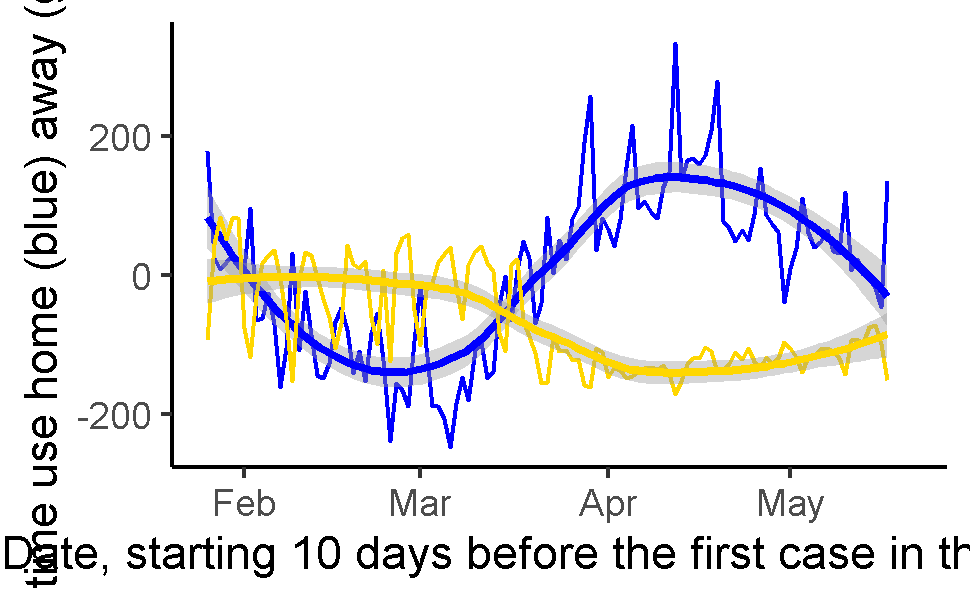 time use home (blue) away (
200
0
-200
Feb Mar Apr May
Date, starting 10 days before the first case in th